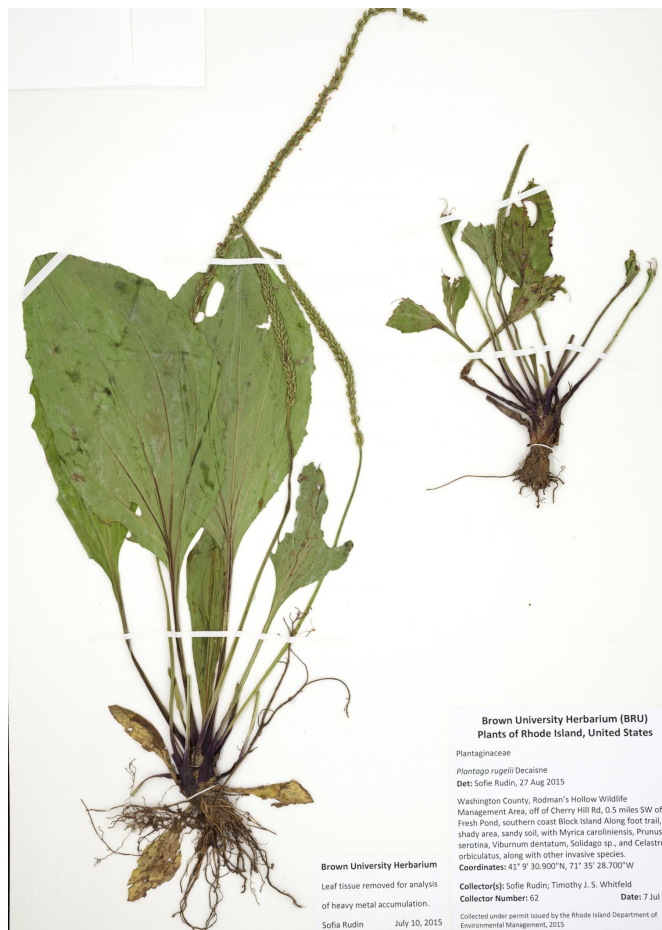 Brown University Herbarium (BRU)
Plants of Rhode Island, United States
Plantaginaceae
Plantago rugelii Decaisne
Det: Sofie Rudin, 27 Aug 2015
Washington County, Rodman's Hollow Wildlife
Management Area, off of Cherry Hill Rd, 0.5 miles SW of
Fresh Pond, southern coast Block Island Along foot trail,
shady area, sandy soil, with Myrica caroliniensis, Prunus
serotina, Viburnum dentatum, Solidago sp., and Celastr
orbiculatus, along with other invasive species.
Coordinates: 41° 9' 30.900"N, 71° 35' 28.700"W
Collector(s): Sofie Rudin; Timothy J. S. Whitfeld
Collector Number: 62 Date: 7 Jul
Collected under permit issued by the Rhode Island Department of
Environmental Management, 2015
Brown University Herbarium
Leaf tissue removed for analysis
of heavy metal accumulation.
Sofia Rudin July 10, 2015